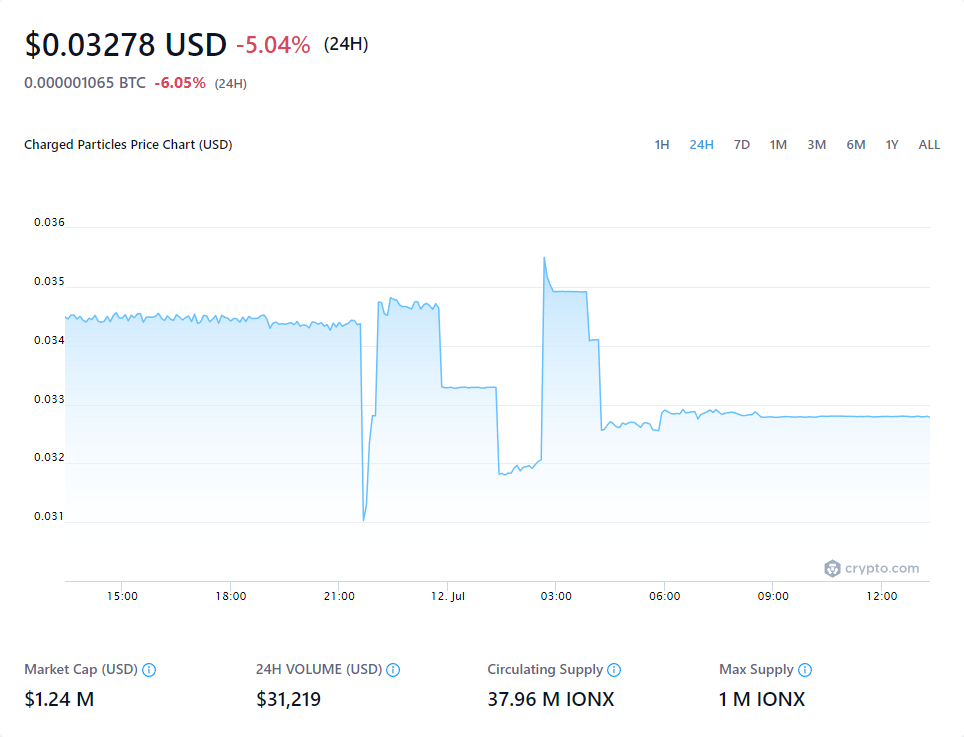 $0.03278 USD -5.04% (24H)
0.000001065 BTC -6.05% (24H)
Charged Particles Price Chart (USD) 1H 24H 7D 1M 3M 6M 1Y ALL
0.036
0.035
0.034
0.033
0.032
0.031
crypto.com
15:00 18:00 21:00 12. Jul 03:00 06:00 09:00 12:00
Market Cap (USD) 24H VOLUME (USD) Circulating Supply Max Supply
$1.24 M $31,219 37.96 M IONX 1 M IONX